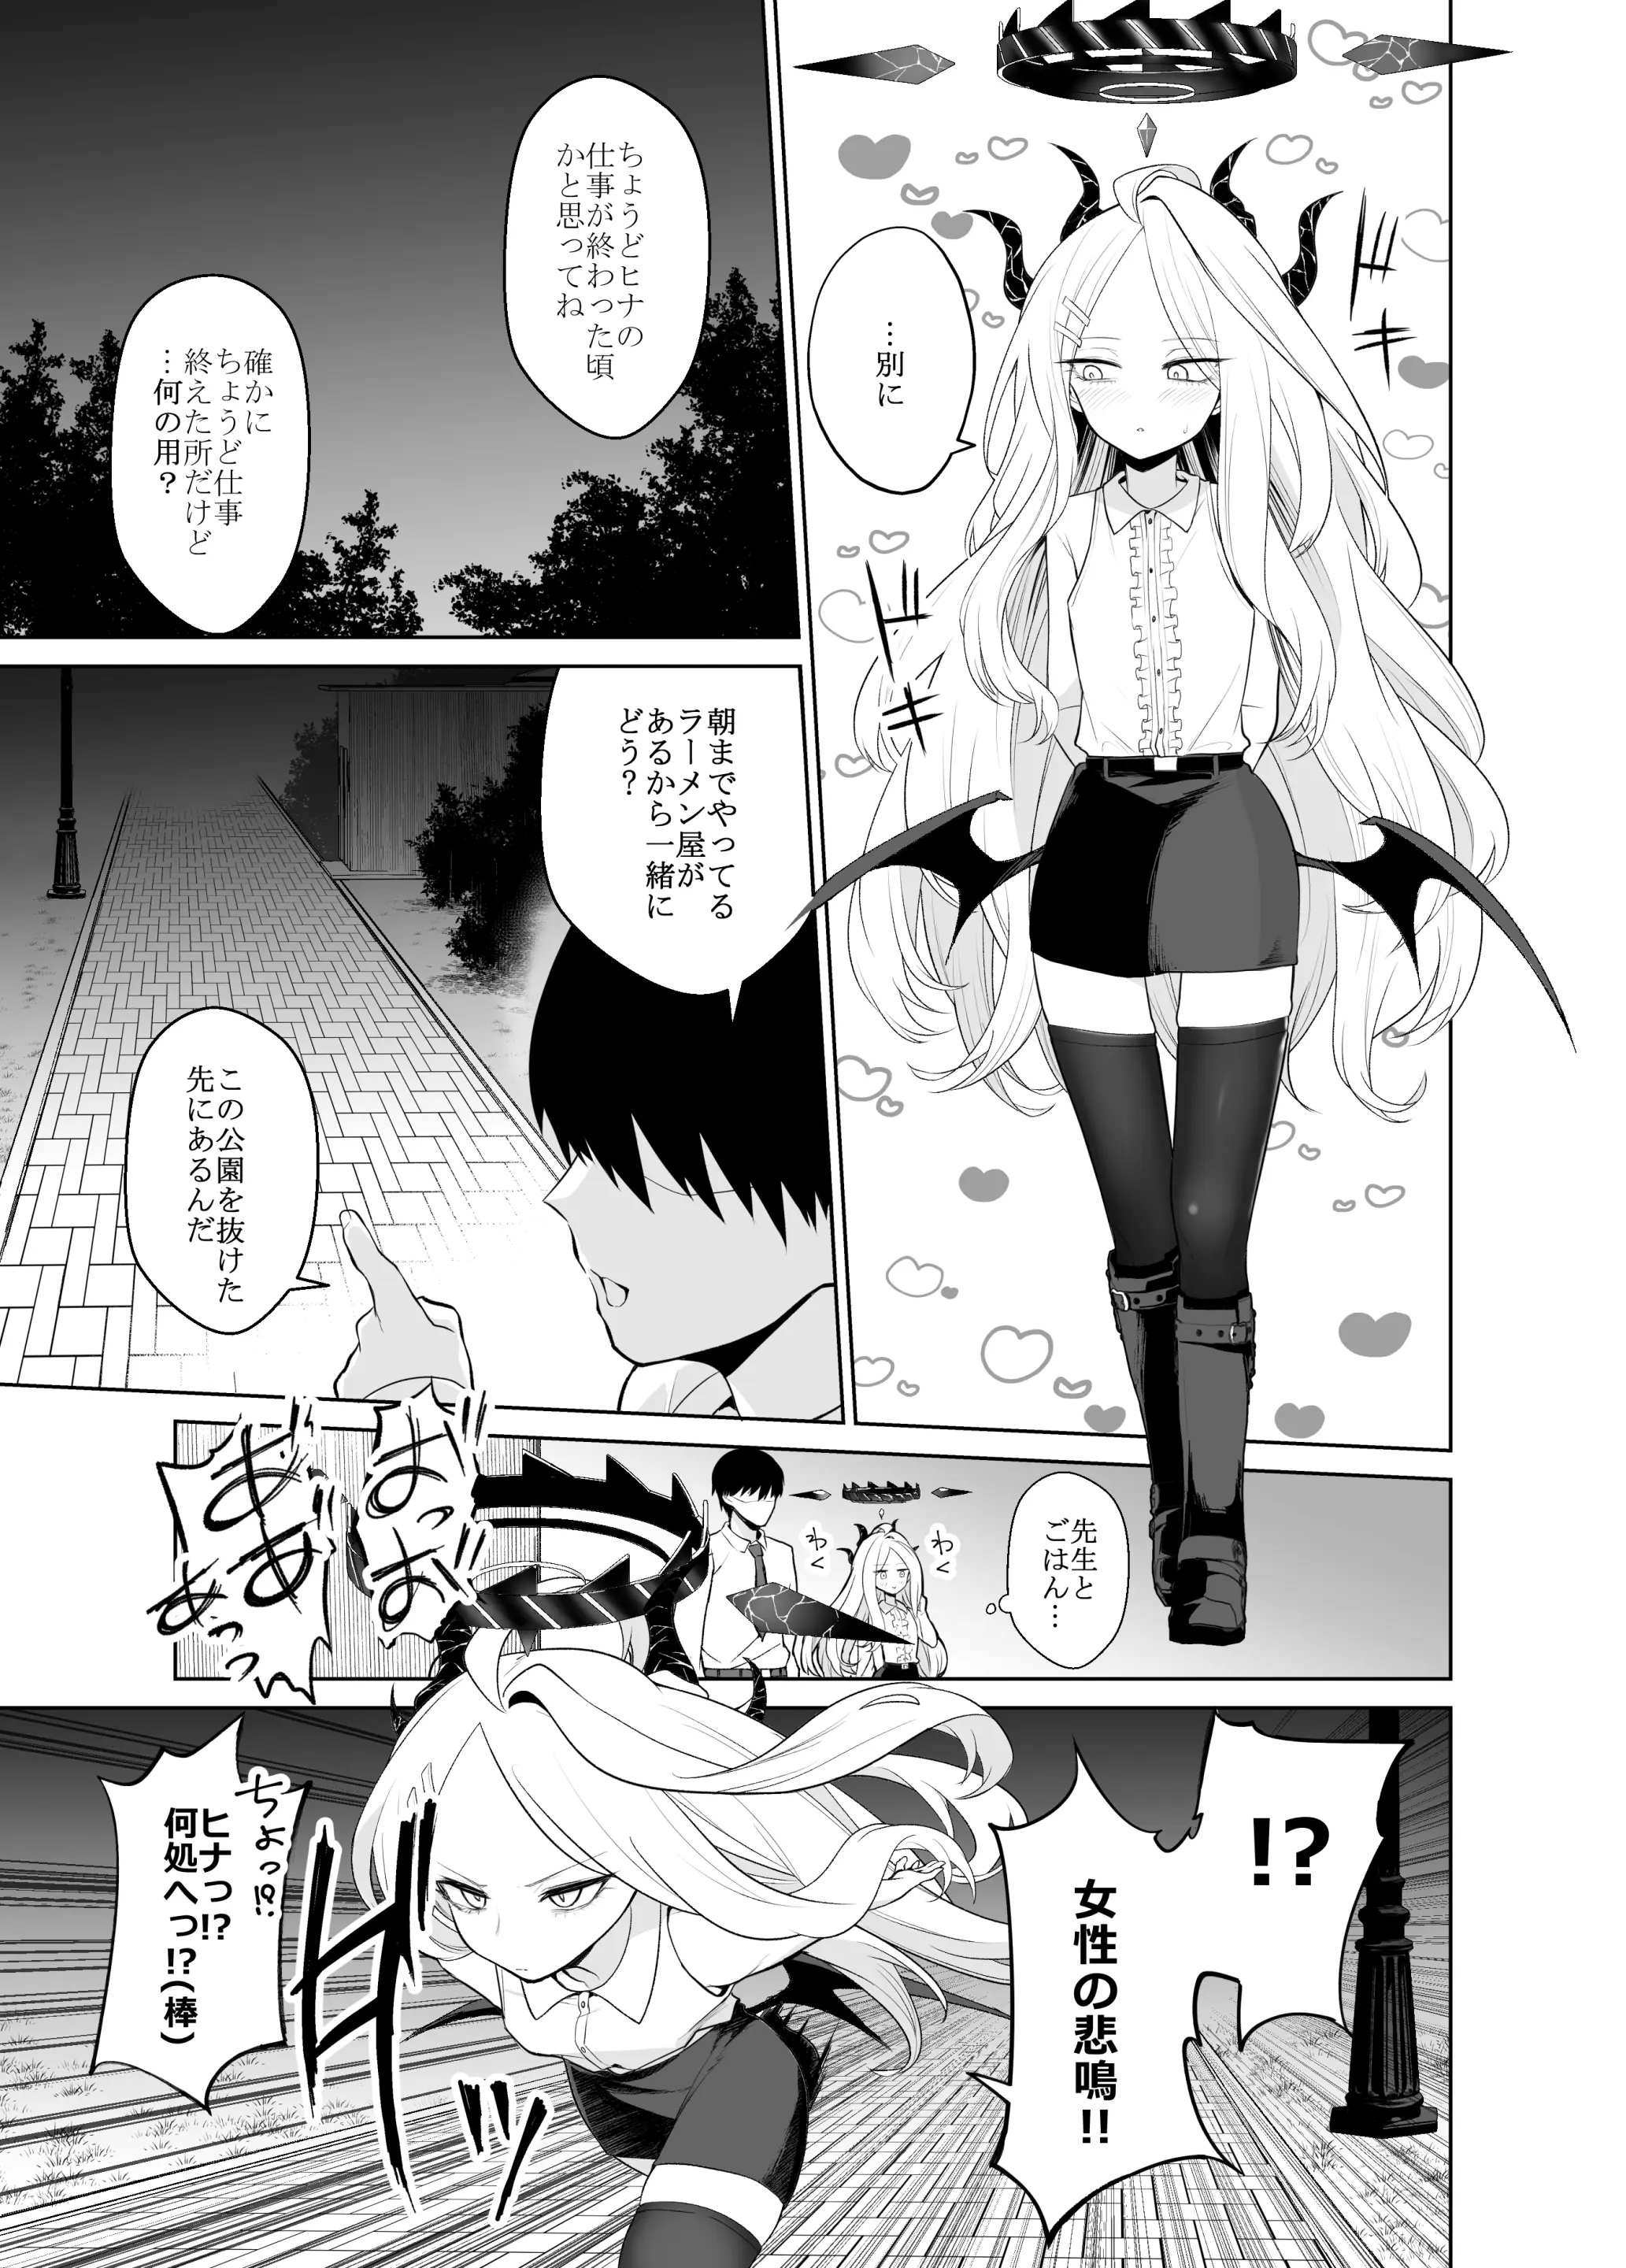 …別に
ドキ
ドキ
ちょうどヒナの
仕事が終わった頃
かと思ってね
確かに
ちょうど仕事
終えた所だけど
…何の用？
朝までやってる
ラーメン屋が
あるから一緒に
どう？
この公園を抜けた
先にあるんだ
先生と
ごはん…
わく
わく
おっお
あああぁっっ
!?
女性の悲鳴!!
ちょっ!?
ヒナっ!?
何処へっ!?(棒)
ドンッ